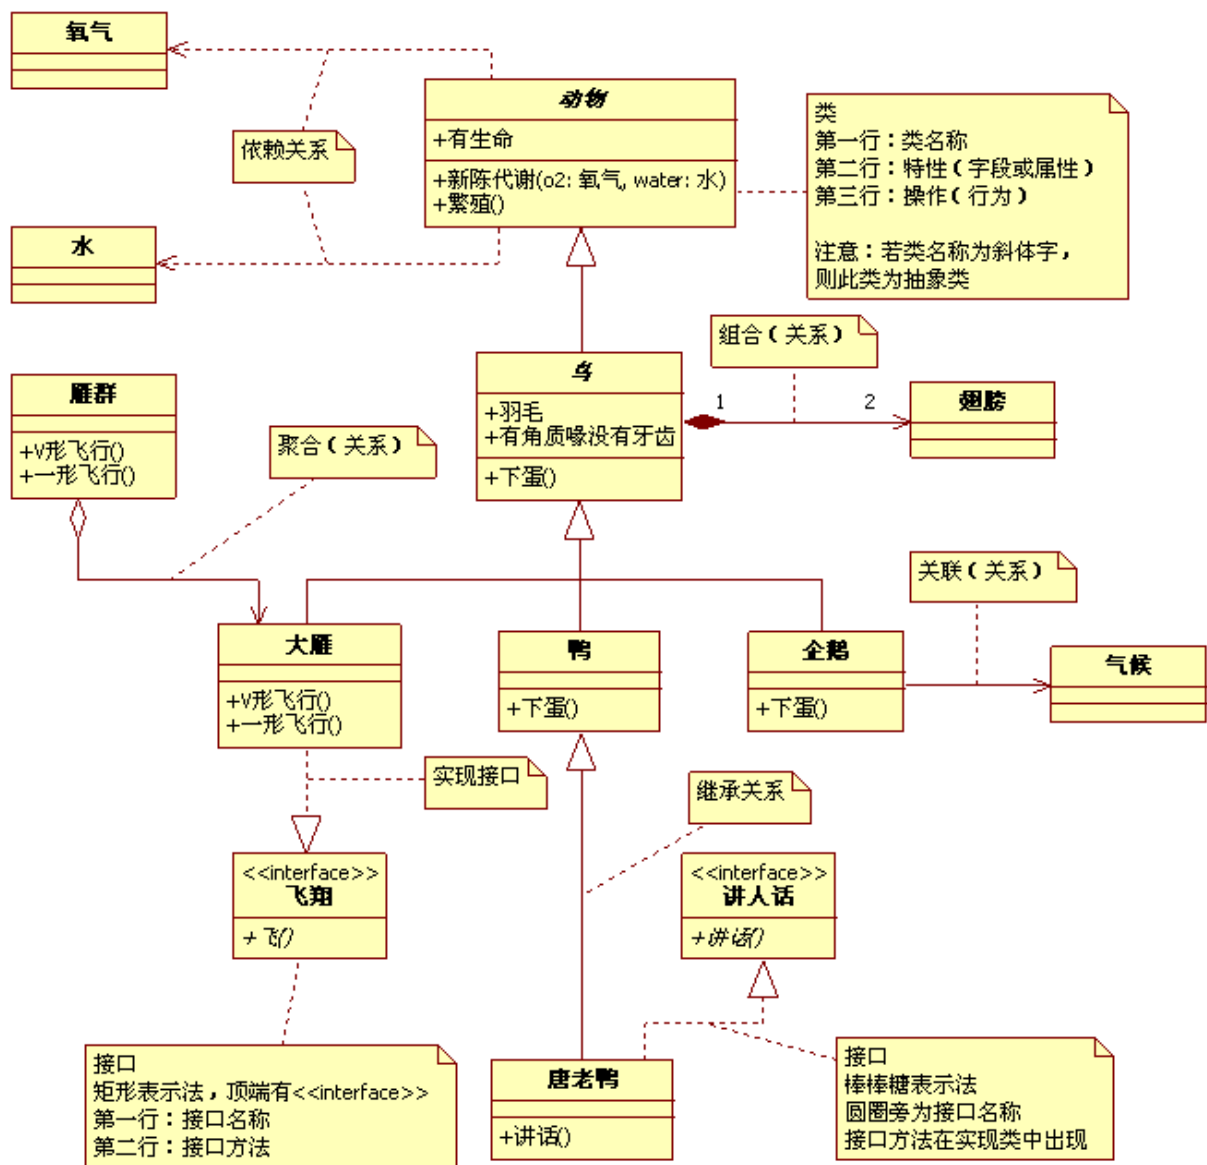 氧气
动物
+有生命
+新陈代谢(o2: 氧气, water: 水)
+繁殖()
类
第一行：类名称
第二行：特性（字段或属性）
第三行：操作（行为）
注意：若类名称为斜体字，
则此类为抽象类
依赖关系
水
组合（关系）
鸟
+羽毛
+有角质喙没有牙齿
+下蛋()
1
2
翅膀
雁群
+V形飞行()
+一形飞行()
聚合（关系）
关联（关系）
大雁
+V形飞行()
+一形飞行()
鸭
+下蛋()
企鹅
+下蛋()
气候
实现接口
继承关系
<<interface>>
飞翔
+飞()
<<interface>>
讲人话
+讲话()
接口
矩形表示法，顶端有<<interface>>
第一行：接口名称
第二行：接口方法
唐老鸭
+讲话()
接口
棒棒糖表示法
圆圈旁为接口名称
接口方法在实现类中出现